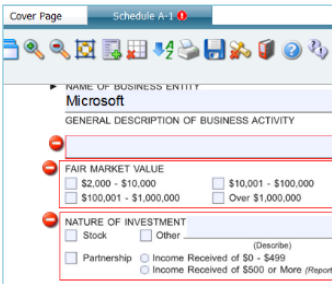 Cover Page
Schedule A-1
NAME OF BUSINESS ENTITY
Microsoft
GENERAL DESCRIPTION OF BUSINESS ACTIVITY
FAIR MARKET VALUE
$2,000 - $10,000 $10,001 - $100,000
$100,001 - $1,000,000 Over $1,000,000
NATURE OF INVESTMENT
Stock Other
(Describe)
Partnership Income Received of $0 - $499
Income Received of $500 or More (Report